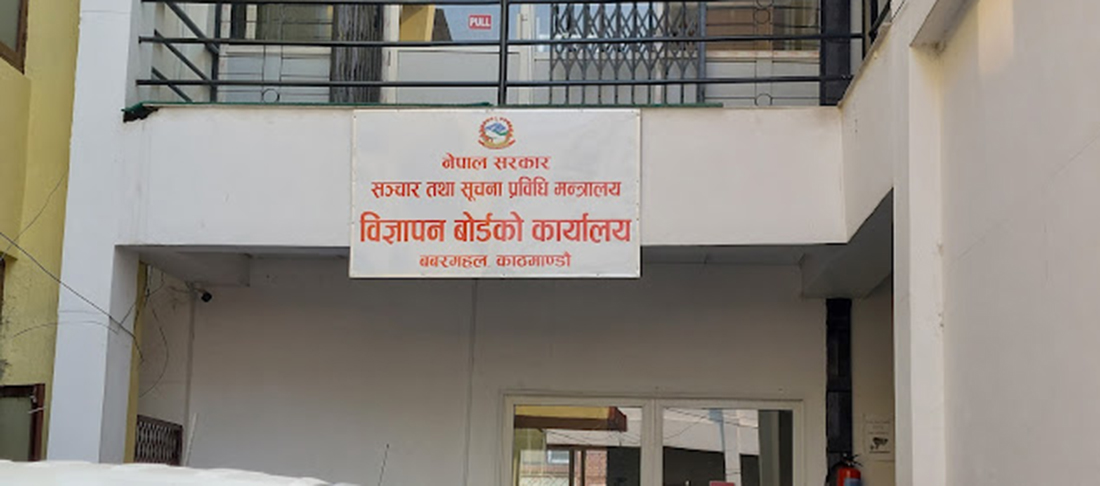 PULL
नेपाल सरकार
सञ्चार तथा सूचना प्रविधि मन्त्रालय
विज्ञापन बोर्डको कार्यालय
बबरमहल, काठमाण्डौ